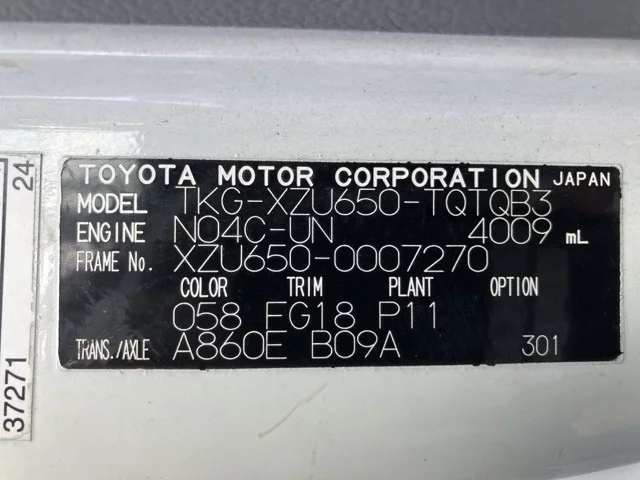 TOYOTA MOTOR CORPORATION JAPAN
MODEL TKG-XZU650-TQTQB3
ENGINE N04C-UN 4009 mL
FRAME No. XZU650-0007270
COLOR TRIM PLANT OPTION
058 FG18 P11
TRANS./AXLE A860E B09A 301
37271 24